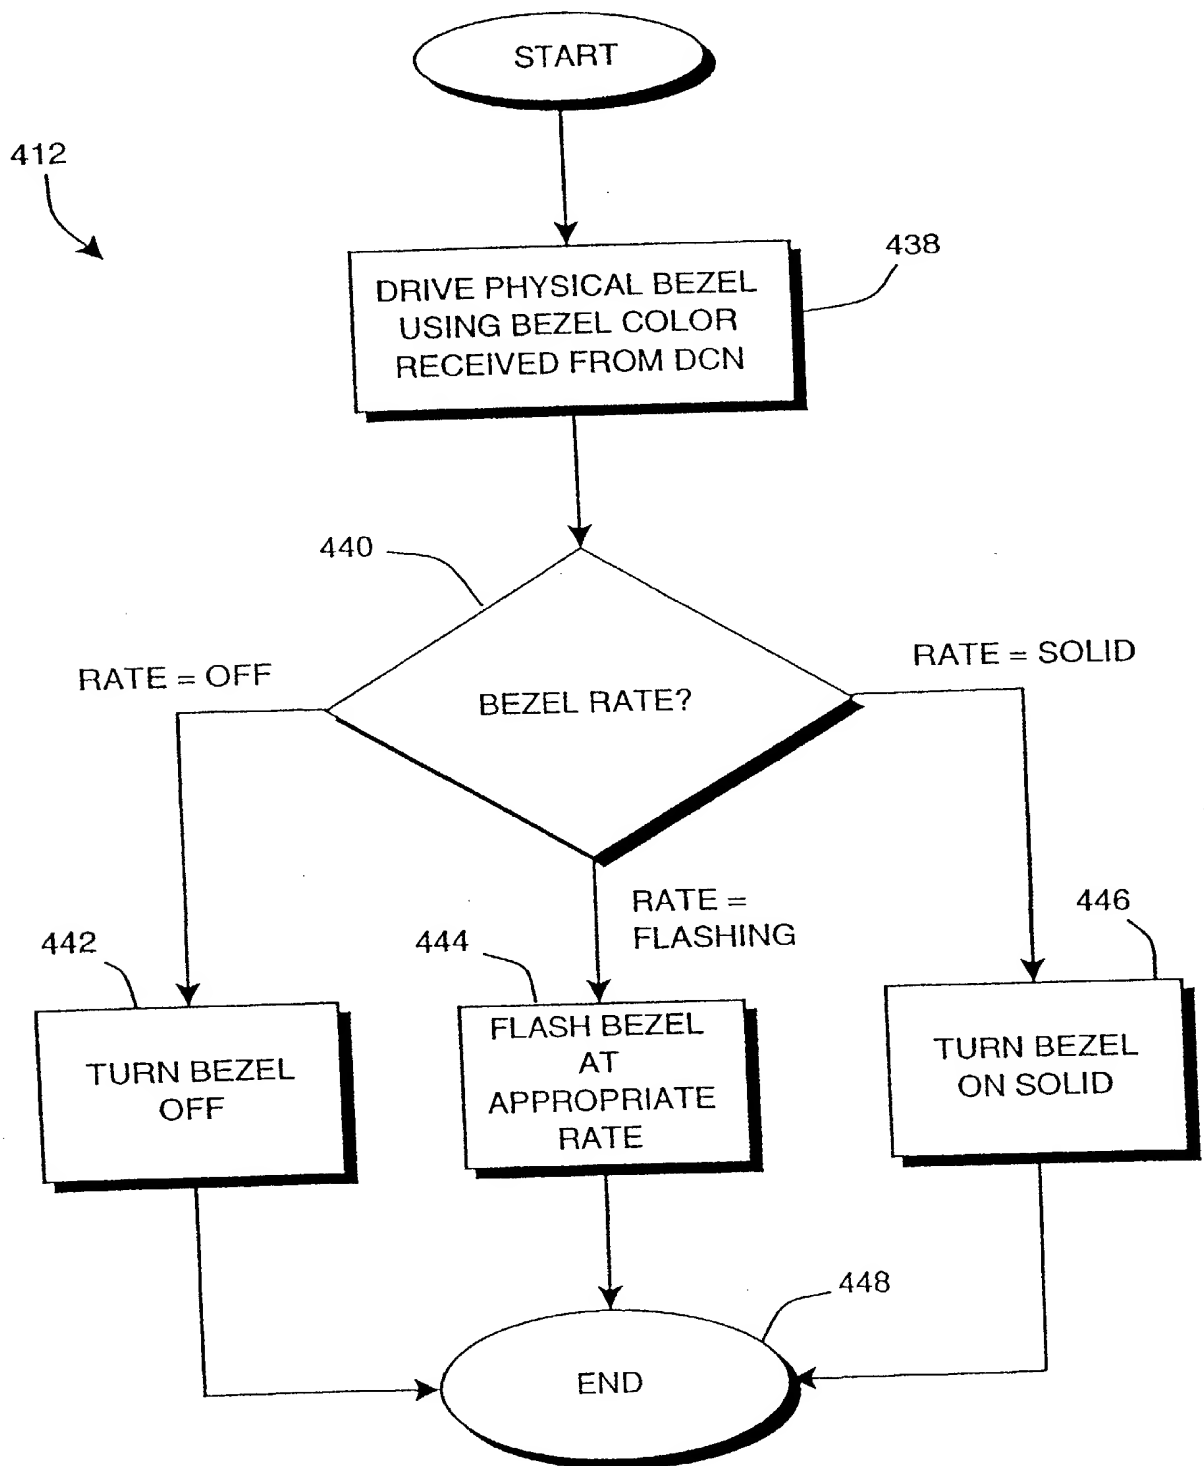 START
412
438
DRIVE PHYSICAL BEZEL
USING BEZEL COLOR
RECEIVED FROM DCN
440
RATE = OFF
BEZEL RATE?
RATE = SOLID
RATE =
FLASHING
442
444
446
TURN BEZEL
OFF
FLASH BEZEL
AT
APPROPRIATE
RATE
TURN BEZEL
ON SOLID
448
END